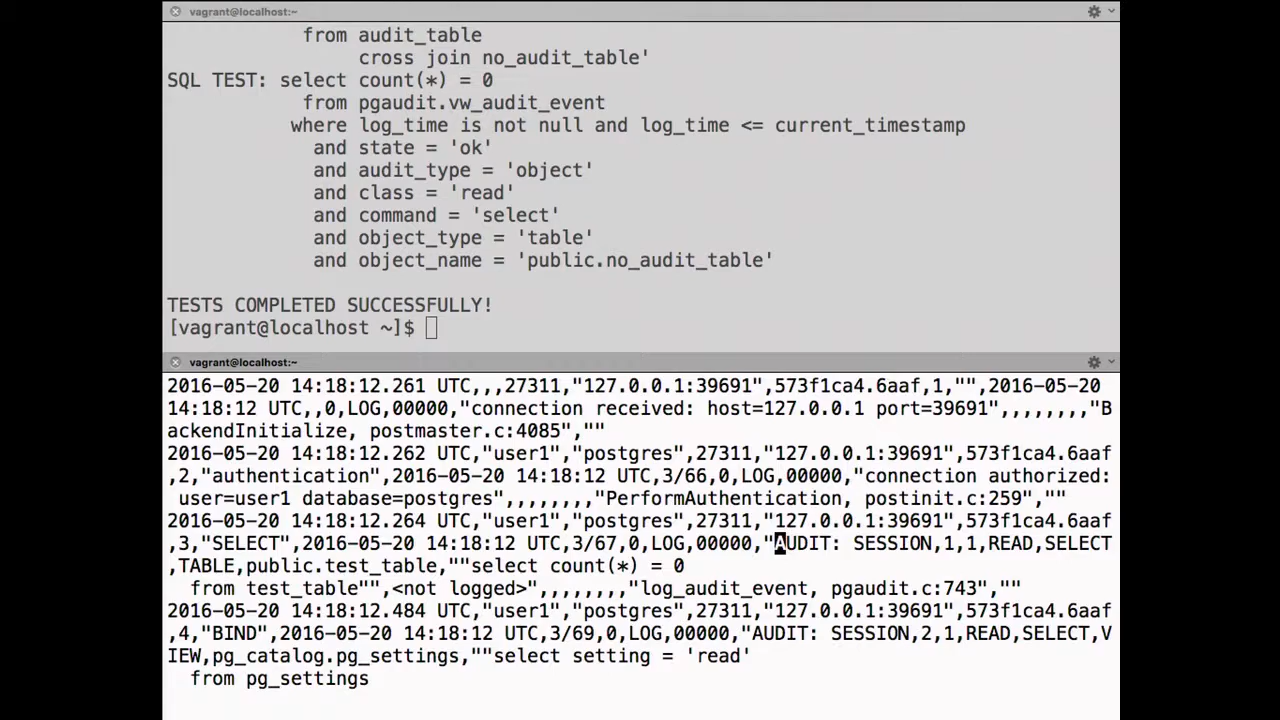 vagrant@localhost:~
from audit_table
cross join no_audit_table'
SQL TEST: select count(*) = 0
from pgaudit.vw_audit_event
where log_time is not null and log_time <= current_timestamp
and state = 'ok'
and audit_type = 'object'
and class = 'read'
and command = 'select'
and object_type = 'table'
and object_name = 'public.no_audit_table'
TESTS COMPLETED SUCCESSFULLY!
[vagrant@localhost ~]$
vagrant@localhost:~
2016-05-20 14:18:12.261 UTC,,,27311,"127.0.0.1:39691",573f1ca4.6aaf,1,"",2016-05-20
14:18:12 UTC,,0,LOG,00000,"connection received: host=127.0.0.1 port=39691",,,,,,,,"B
ackendInitialize, postmaster.c:4085",""
2016-05-20 14:18:12.262 UTC,"user1","postgres",27311,"127.0.0.1:39691",573f1ca4.6aaf
,2,"authentication",2016-05-20 14:18:12 UTC,3/66,0,LOG,00000,"connection authorized:
user=user1 database=postgres",,,,,,,,"PerformAuthentication, postinit.c:259",""
2016-05-20 14:18:12.264 UTC,"user1","postgres",27311,"127.0.0.1:39691",573f1ca4.6aaf
,3,"SELECT",2016-05-20 14:18:12 UTC,3/67,0,LOG,00000,"AUDIT: SESSION,1,1,READ,SELECT
,TABLE,public.test_table,""select count(*) = 0
from test_table"",<not logged>",,,,,,,,"log_audit_event, pgaudit.c:743",""
2016-05-20 14:18:12.484 UTC,"user1","postgres",27311,"127.0.0.1:39691",573f1ca4.6aaf
,4,"BIND",2016-05-20 14:18:12 UTC,3/69,0,LOG,00000,"AUDIT: SESSION,2,1,READ,SELECT,V
IEW,pg_catalog.pg_settings,""select setting = 'read'
from pg_settings